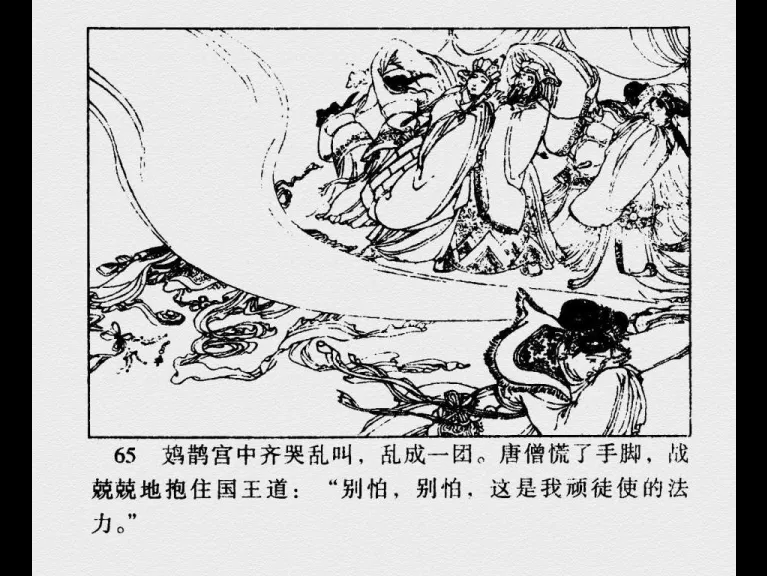 65 鸩鹊宫中齐哭乱叫，乱成一团。唐僧慌了手脚，战
兢兢地抱住国王道：“别怕，别怕，这是我顽徒使的法
力。”